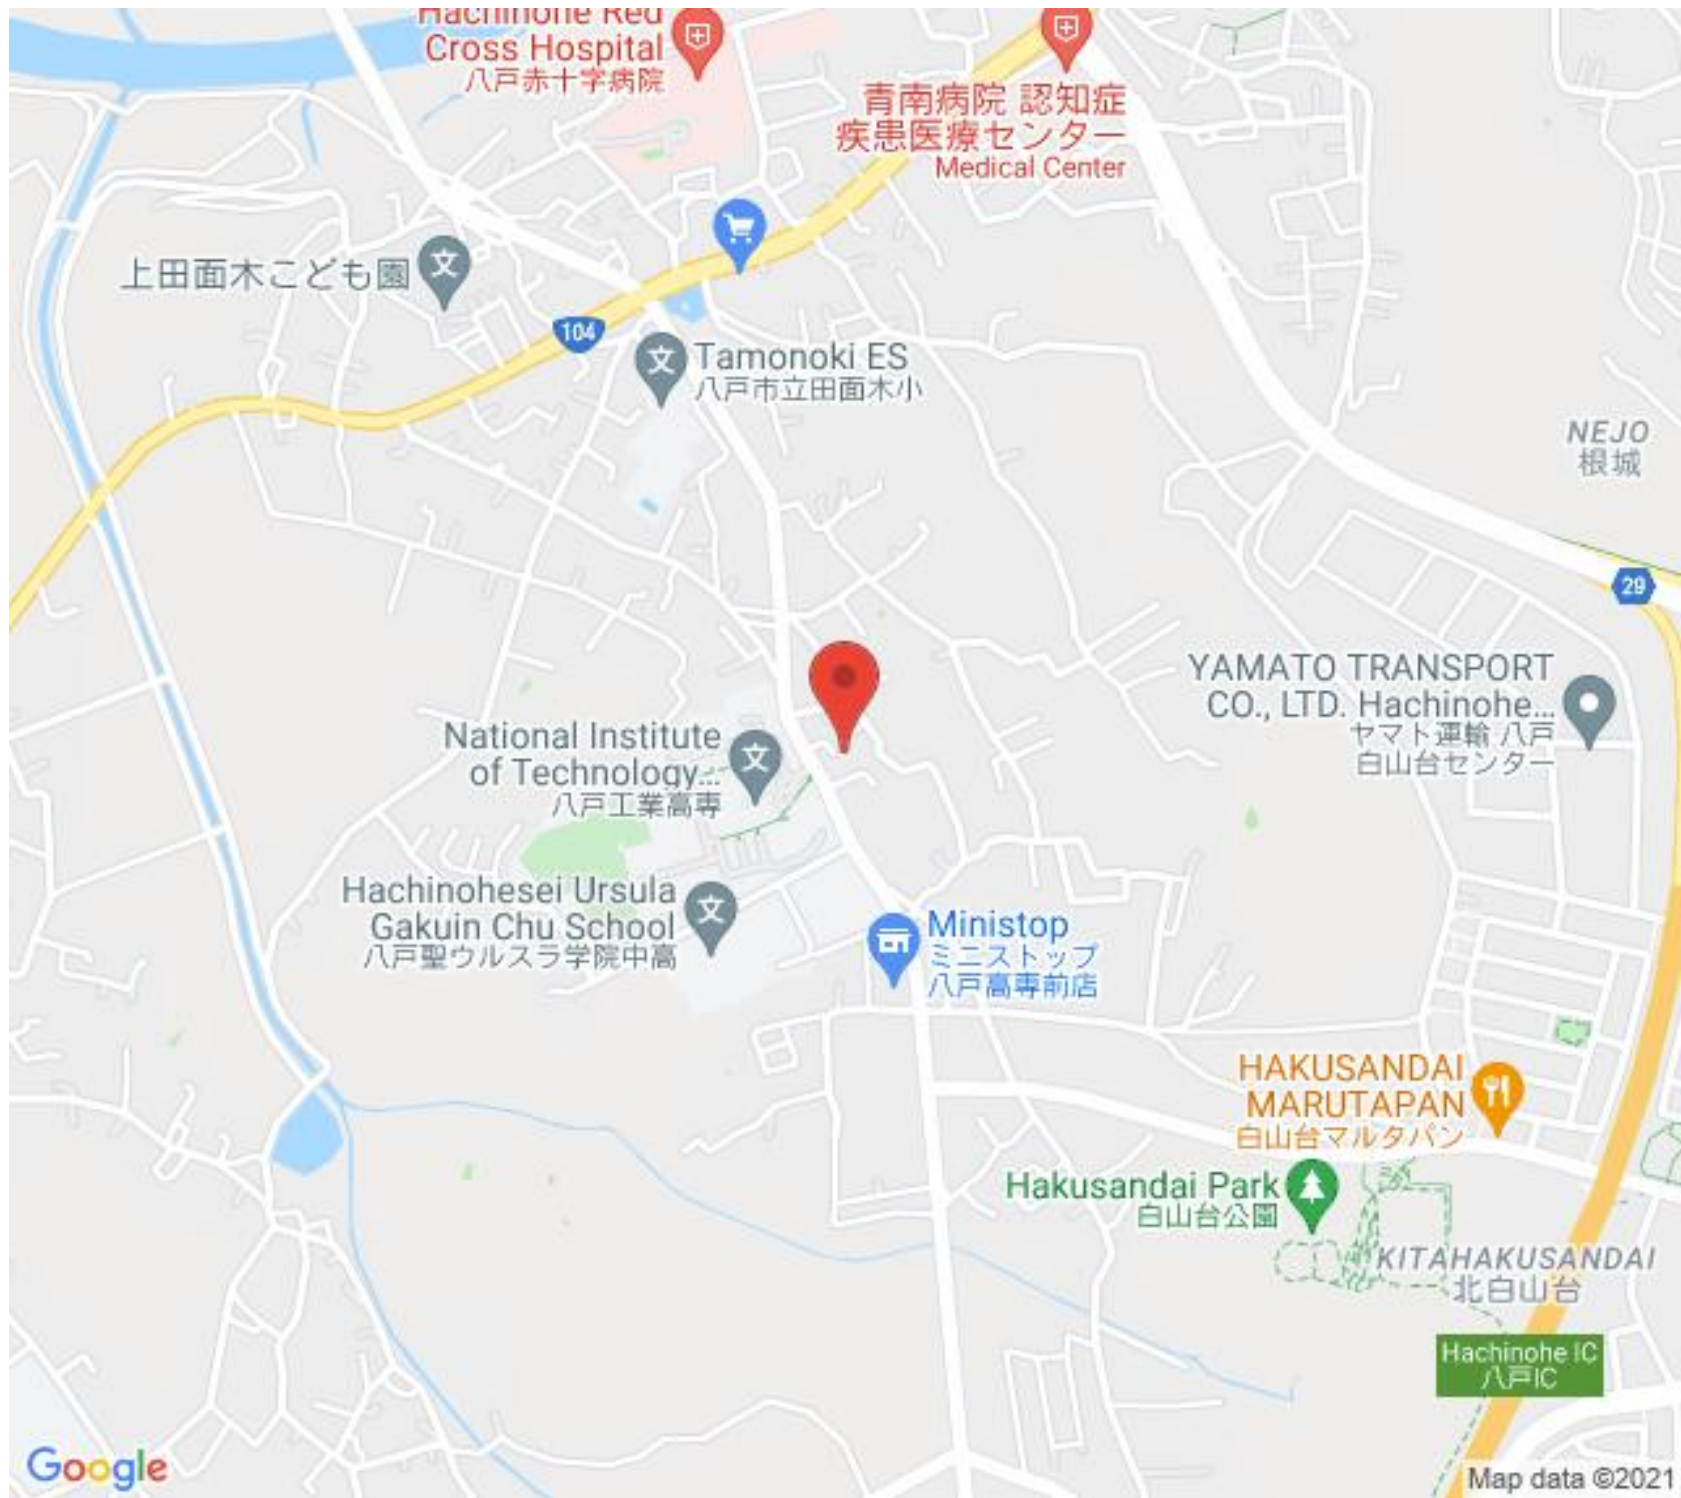 Hachinohe Red
Cross Hospital
八戸赤十字病院
青南病院 認知症
疾患医療センター
Medical Center
上田面木こども園
文
104
文
Tamonoki ES
八戸市立田面木小
NEJO
根城
29
YAMATO TRANSPORT
CO., LTD. Hachinohe...
ヤマト運輸 八戸
白山台センター
National Institute
of Technology...
八戸工業高専
文
Hachinohesei Ursula
Gakuin Chu School
八戸聖ウルスラ学院中高
文
Ministop
ミニストップ
八戸高専前店
HAKUSANDAI
MARUTAPAN
白山台マルタパン
Hakusandai Park
白山台公園
KITAHAKUSANDAI
北白山台
Hachinohe IC
八戸IC
Google
Map data ©2021